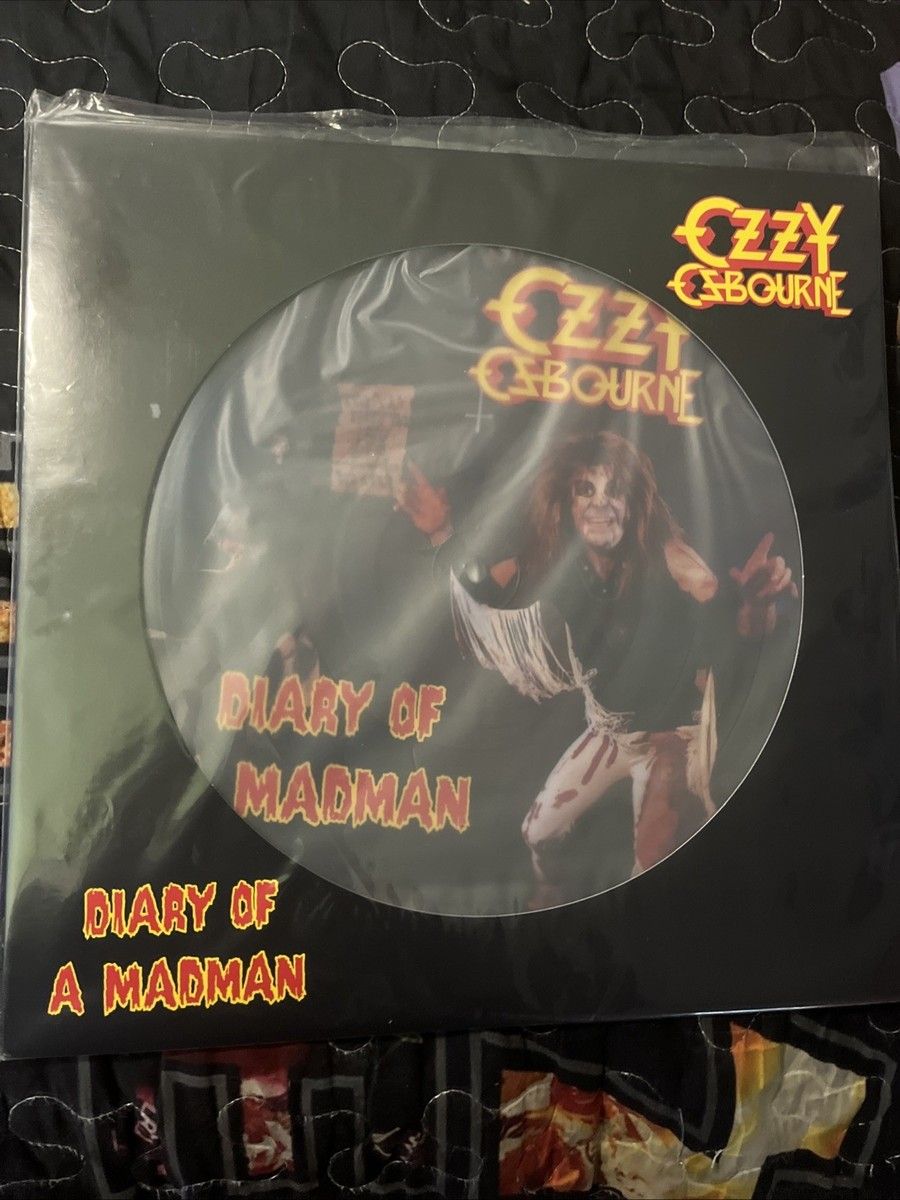 OZZY
OSBOURNE
OZZY
OSBOURNE
DIARY OF
MADMAN
DIARY OF
A MADMAN